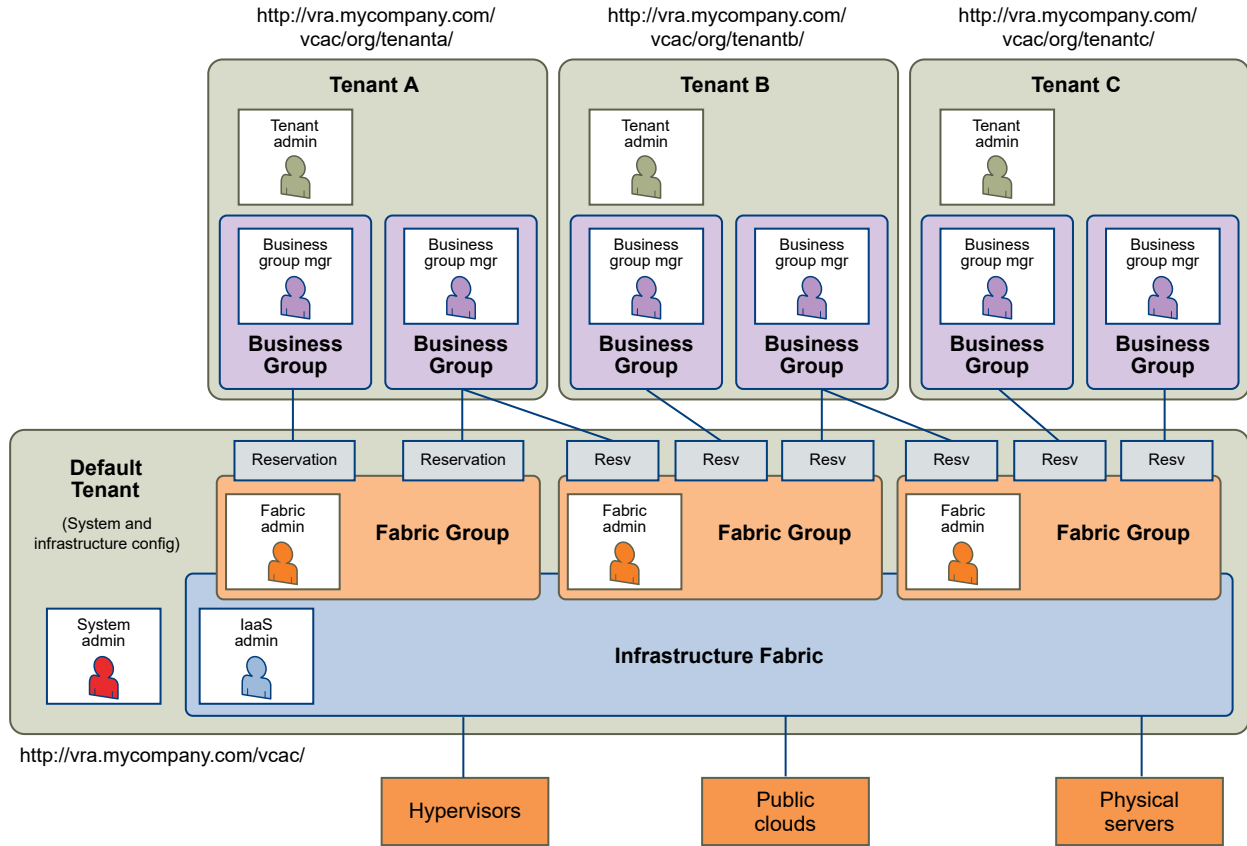 http://vra.mycompany.com/
vcac/org/tenanta/
http://vra.mycompany.com/
vcac/org/tenantb/
http://vra.mycompany.com/
vcac/org/tenantc/
Tenant A
Tenant B
Tenant C
Tenant
admin
Tenant
admin
Tenant
admin
Business
group mgr
Business
Group
Business
group mgr
Business
Group
Business
group mgr
Business
Group
Business
group mgr
Business
Group
Business
group mgr
Business
Group
Business
group mgr
Business
Group
Default
Tenant
(System and
infrastructure config)
Reservation
Reservation
Resv
Resv
Resv
Resv
Resv
Resv
Fabric
admin
Fabric Group
Fabric
admin
Fabric Group
Fabric
admin
Fabric Group
System
admin
IaaS
admin
Infrastructure Fabric
http://vra.mycompany.com/vcac/
Hypervisors
Public
clouds
Physical
servers